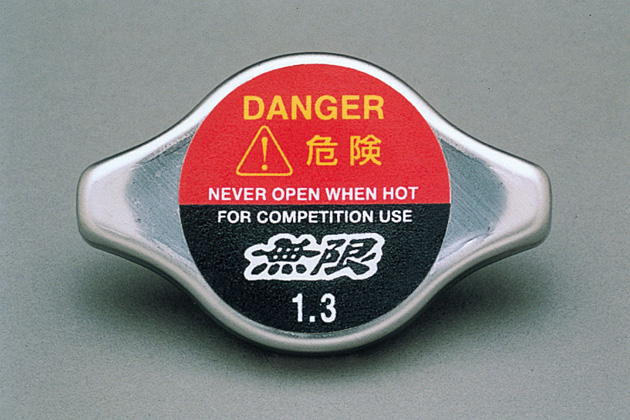 DANGER
危険
NEVER OPEN WHEN HOT
FOR COMPETITION USE
無限
1.3